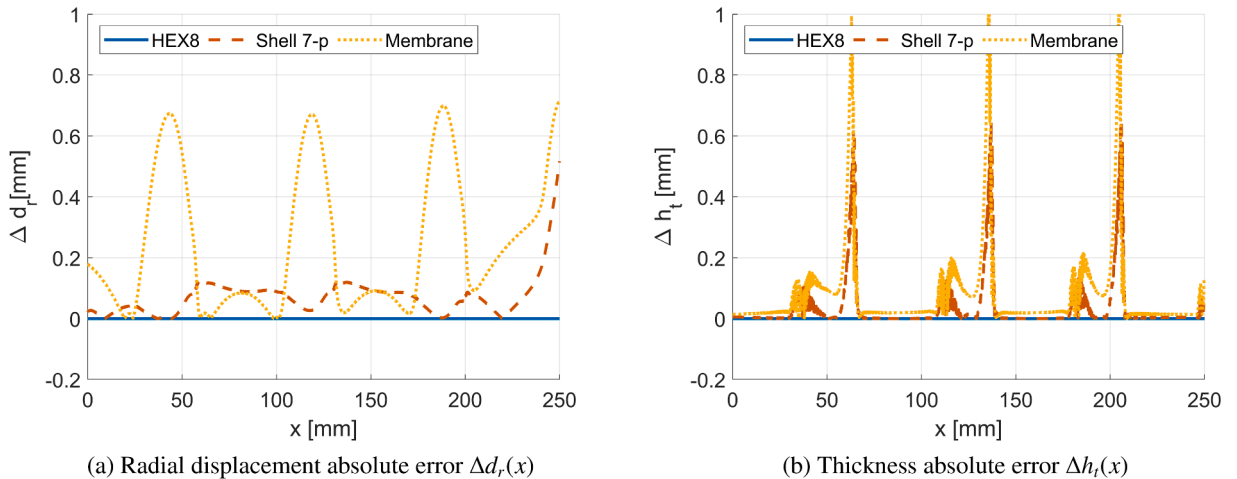 HEX8 Shell 7-p Membrane
1
0.8
0.6
0.4
0.2
0
-0.2
Δ d_r[mm]
0 50 100 150 200 250
x [mm]
(a) Radial displacement absolute error Δd_r(x)
HEX8 Shell 7-p Membrane
1
0.8
0.6
0.4
0.2
0
-0.2
Δ h_t [mm]
0 50 100 150 200 250
x [mm]
(b) Thickness absolute error Δh_t(x)